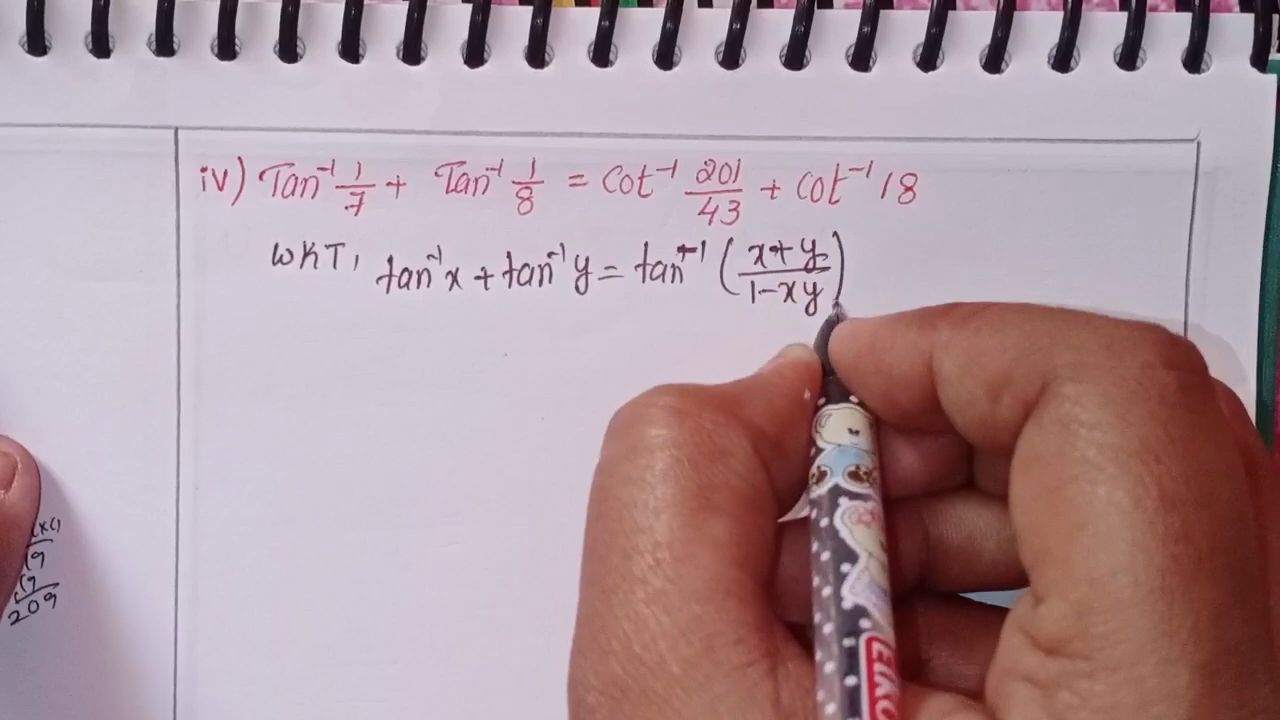 iv) Tan⁻¹ 1/7 + Tan⁻¹ 1/8 = Cot⁻¹ 201/43 + Cot⁻¹ 18
WKT, tan⁻¹x + tan⁻¹y = tan⁻¹ (x+y/1-xy)
209